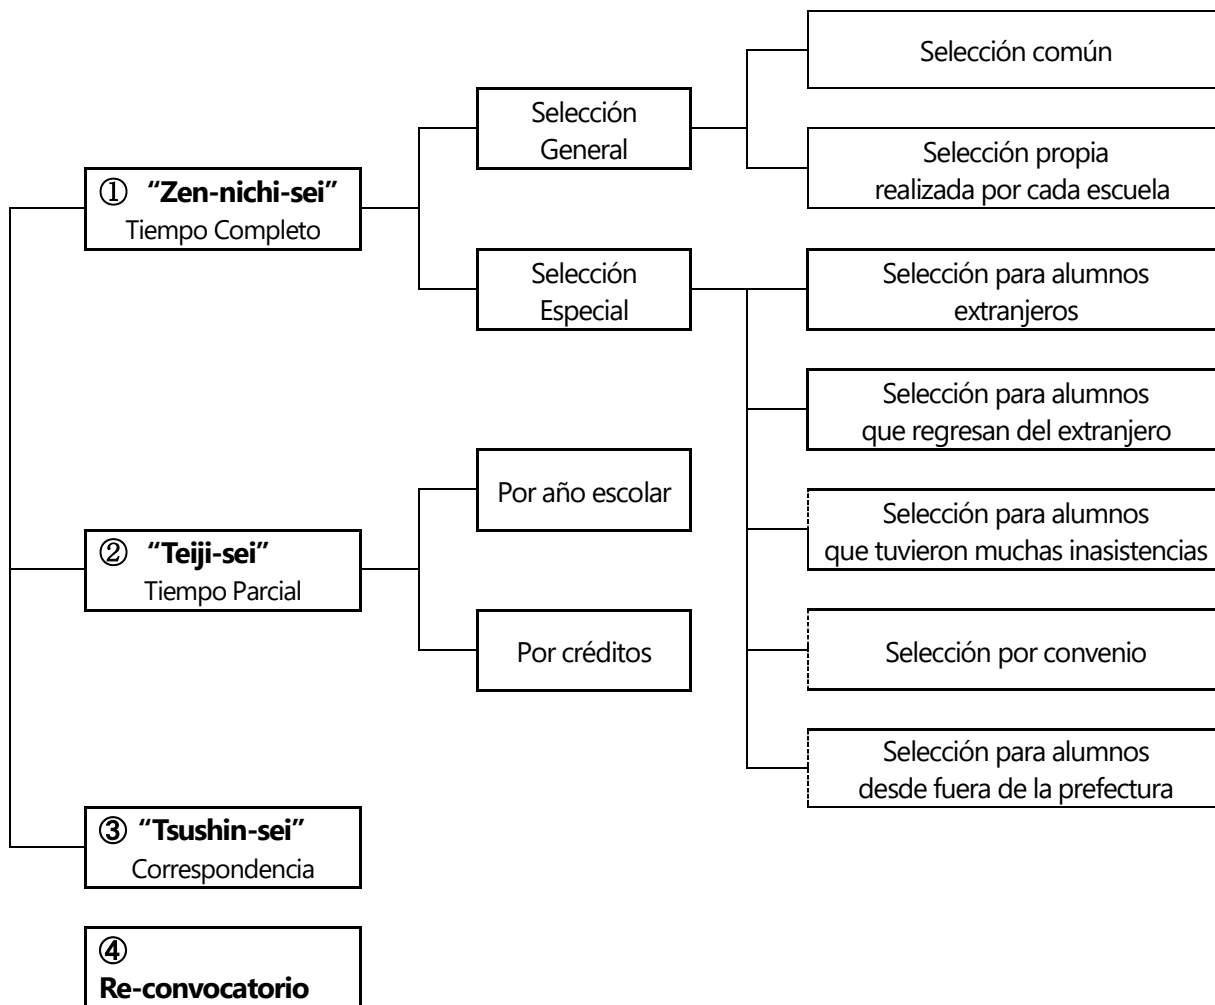 ① “Zen-nichi-sei”
Tiempo Completo
Selección
General
Selección común
Selección propia
realizada por cada escuela
Selección
Especial
Selección para alumnos
extranjeros
Selección para alumnos
que regresan del extranjero
Selección para alumnos
que tuvieron muchas inasistencias
Selección por convenio
Selección para alumnos
desde fuera de la prefectura
② “Teiji-sei”
Tiempo Parcial
Por año escolar
Por créditos
③ “Tsushin-sei”
Correspondencia
④
Re-convocatorio